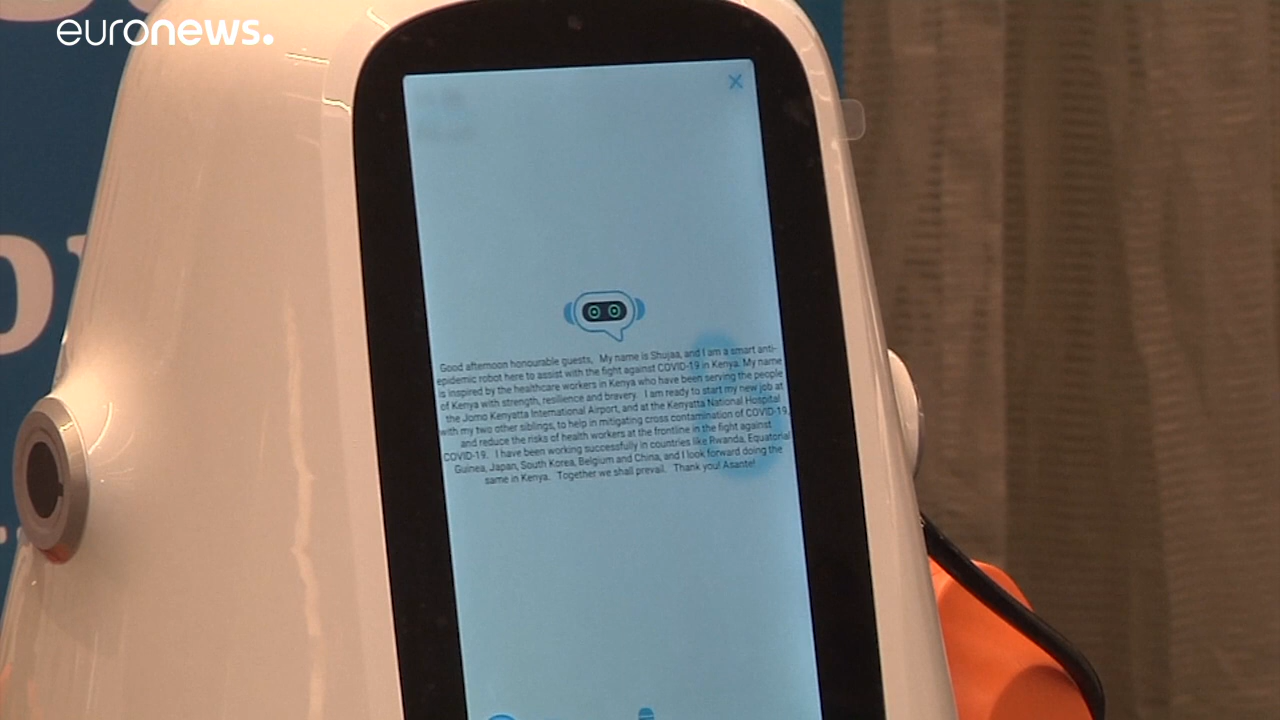 euronews.
Good afternoon honourable guests,   My name is Shujaa, and I am a smart anti-
epidemic robot here to assist with the fight against COVID-19 in Kenya. My name
is inspired by the healthcare workers in Kenya who have been serving the people
of Kenya with strength, resilience and bravery.   I am ready to start my new job at
the Jomo Kenyatta International Airport, and at the Kenyatta National Hospital
with my two other siblings, to help in mitigating cross contamination of COVID-19,
and reduce the risks of health workers at the frontline in the fight against
COVID-19.   I have been working successfully in countries like Rwanda, Equatorial
Guinea, Japan, South Korea, Belgium and China, and I look forward doing the
same in Kenya.   Together we shall prevail.   Thank you! Asante!